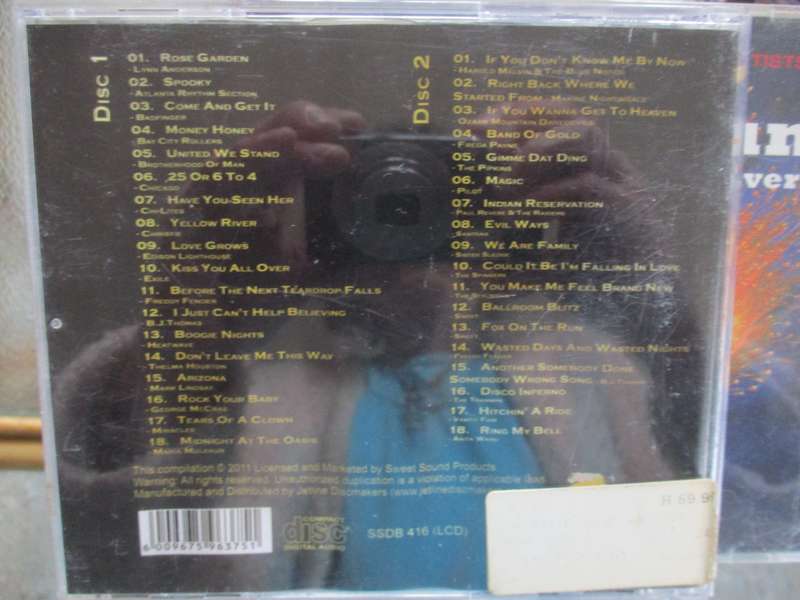 Disc 1
01. Rose Garden
- Lynn Anderson
02. Spooky
- Atlanta Rhythm Section
03. Come And Get It
- Badfinger
04. Money Honey
- Bay City Rollers
05. United We Stand
- Brotherhood Of Man
06. 25 Or 6 To 4
- Chicago
07. Have You Seen Her
- Chi-Lites
08. Yellow River
- Christie
09. Love Grows
- Edison Lighthouse
10. Kiss You All Over
- Exile
11. Before The Next Teardrop Falls
- Freddy Fender
12. I Just Can't Help Believing
- B.J. Thomas
13. Boogie Nights
- Heatwave
14. Don't Leave Me This Way
- Thelma Houston
15. Arizona
- Mark Lindsay
16. Rock Your Baby
- George McCrae
17. Tears Of A Clown
- Miracles
18. Midnight At The Oasis
- Maria Muldaur
Disc 2
01. If You Don't Know Me By Now
- Harold Melvin & The Blue Notes
02. Right Back Where We
Started From - Maxine Nightingale
03. If You Wanna Get To Heaven
- Ozark Mountain Daredevils
04. Band Of Gold
- Freda Payne
05. Gimme Dat Ding
- The Pipkins
06. Magic
- Pilot
07. Indian Reservation
- Paul Revere & The Raiders
08. Evil Ways
- Santana
09. We Are Family
- Sister Sledge
10. Could It Be I'm Falling In Love
- The Spinners
11. You Make Me Feel Brand New
- The Stylistics
12. Ballroom Blitz
- Sweet
13. Fox On The Run
- Sweet
14. Wasted Days And Wasted Nights
- Freddy Fender
15. Another Somebody Done
Somebody Wrong Song
16. Disco Inferno
- The Trammps
17. Hitchin' A Ride
- Vanity Fare
18. Ring My Bell
- Anita Ward
This compilation © 2011 Licensed and Marketed by Sweet Sound Products
Warning: All rights reserved. Unauthorized duplication is a violation of applicable laws
Manufactured and Distributed by Jetline Discmakers (www.jetlinediscmak
6 009675 963751
COMPACT
disc
DIGITAL AUDIO
SSDB 416 (LCD)
TISTS
un
ver